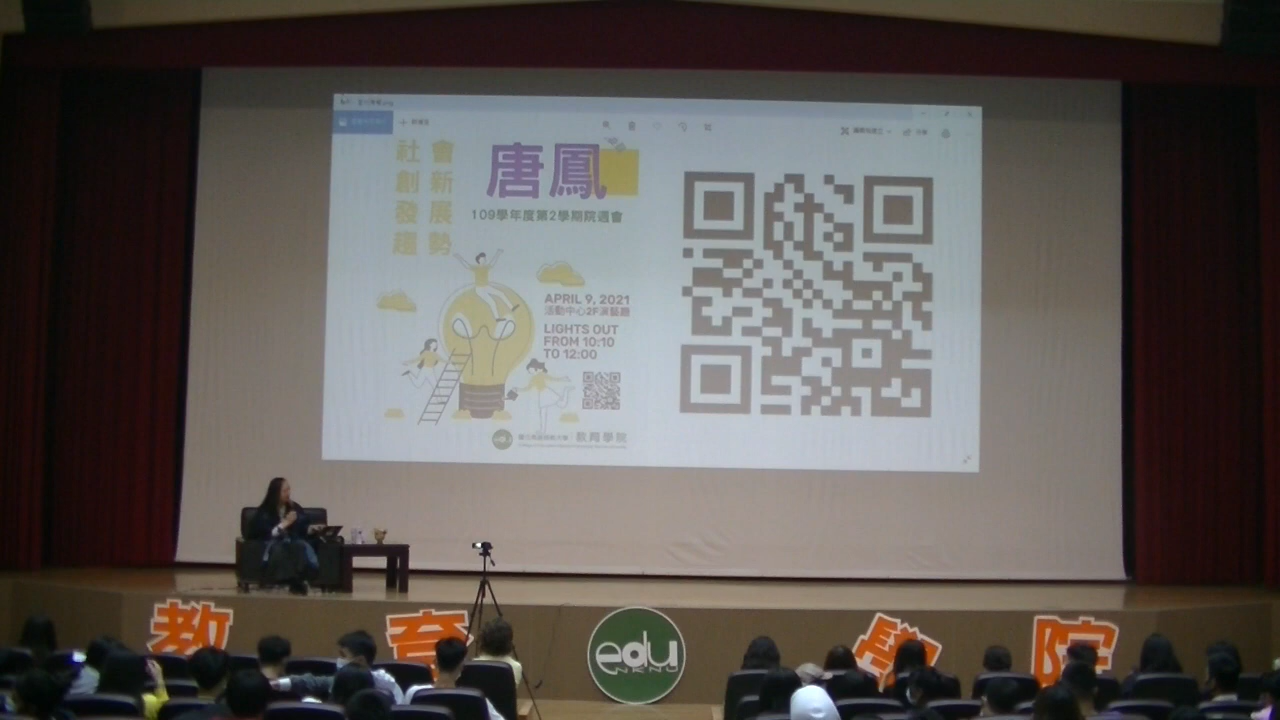 社會
創新
發展
趨勢
唐鳳
109學年度第2學期院週會
APRIL 9, 2021
活動中心2F演藝廳
LIGHTS OUT
FROM 10:10
TO 12:00
edu
教育學院
教育
edu
NKNU
學院